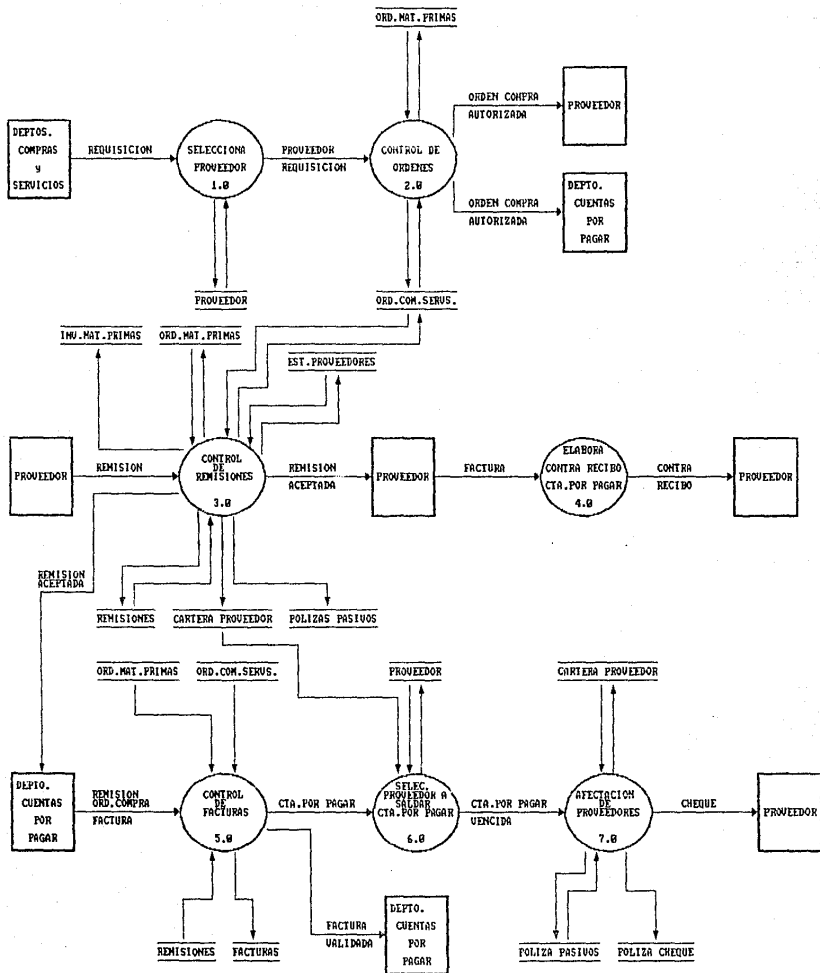 ORD.MAT.PRIMAS
DEPTOS.
COMPRAS
y
SERVICIOS
REQUISICION
SELECCIONA
PROVEEDOR
1.0
PROVEEDOR
REQUISICION
CONTROL DE
ORDENES
2.0
ORDEN COMPRA
AUTORIZADA
PROVEEDOR
ORDEN COMPRA
AUTORIZADA
DEPTO.
CUENTAS
POR
PAGAR
PROVEEDOR
ORD.COM.SERVS.
INV.MAT.PRIMAS
ORD.MAT.PRIMAS
EST.PROVEEDORES
PROVEEDOR
REMISION
CONTROL
DE
REMISIONES
3.0
REMISION
ACEPTADA
PROVEEDOR
FACTURA
ELABORA
CONTRA RECIBO
CTA.POR PAGAR
4.0
CONTRA
RECIBO
PROVEEDOR
REMISION
ACEPTADA
REMISIONES
CARTERA PROVEEDOR
POLIZAS PASIVOS
ORD.MAT.PRIMAS
ORD.COM.SERVS.
PROVEEDOR
CARTERA PROVEEDOR
DEPTO.
CUENTAS
POR
PAGAR
REMISION
ORD.COMPRA
FACTURA
CONTROL
DE
FACTURAS
5.0
CTA.POR PAGAR
SELEC.
PROVEEDOR A
SALDAR
CTA.POR PAGAR
6.0
CTA.POR PAGAR
VENCIDA
AFECTACION
DE
PROVEEDORES
7.0
CHEQUE
PROVEEDOR
REMISIONES
FACTURAS
FACTURA
VALIDADA
DEPTO.
CUENTAS
POR
PAGAR
POLIZA PASIVOS
POLIZA CHEQUE